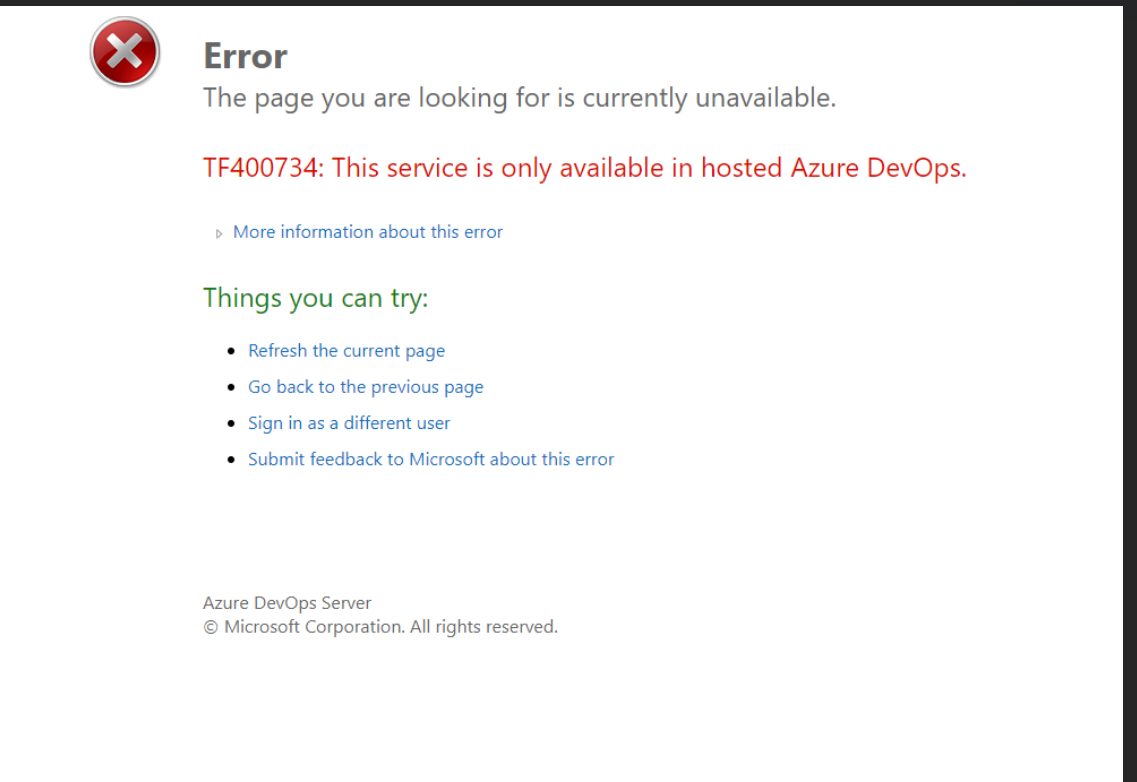 Error
The page you are looking for is currently unavailable.
TF400734: This service is only available in hosted Azure DevOps.
More information about this error
Things you can try:
Refresh the current page
Go back to the previous page
Sign in as a different user
Submit feedback to Microsoft about this error
Azure DevOps Server
© Microsoft Corporation. All rights reserved.